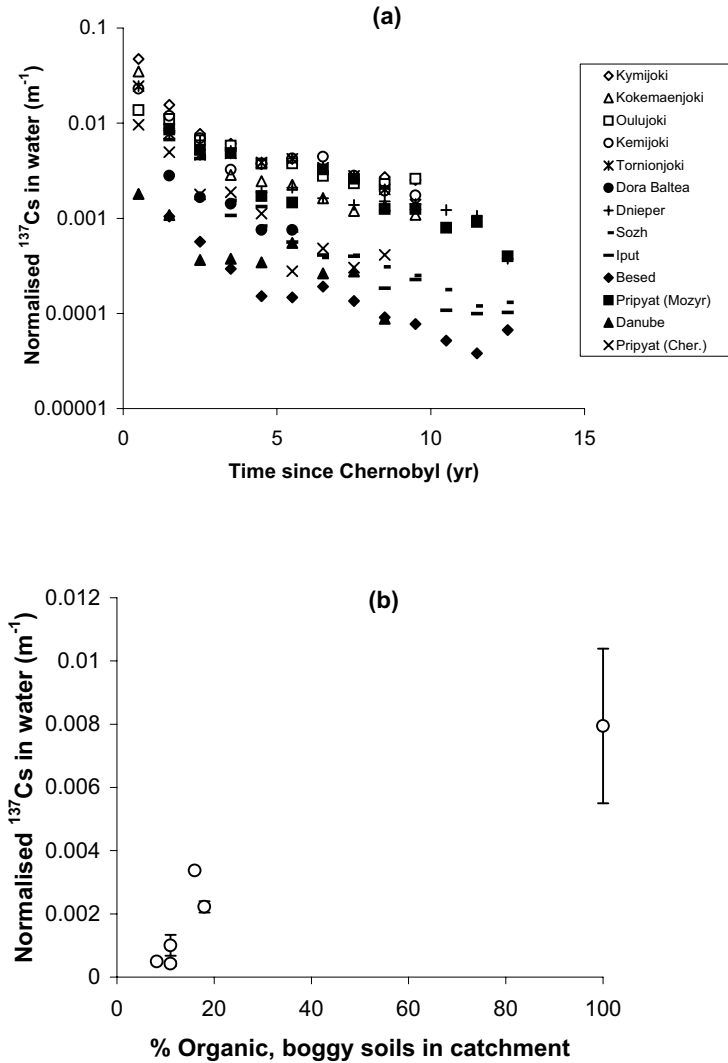 (a)
Normalised ¹³⁷Cs in water (m⁻¹)
0.1
0.01
0.001
0.0001
0.00001
0 5 10 15
Time since Chernobyl (yr)
Kymijoki
Kokemaenjoki
Oulujoki
Kemijoki
Tornionjoki
Dora Baltea
Dnieper
Sozh
Iput
Besed
Pripyat (Mozyr)
Danube
Pripyat (Cher.)
(b)
Normalised ¹³⁷Cs in water (m⁻¹)
0.012
0.01
0.008
0.006
0.004
0.002
0
0 20 40 60 80 100
% Organic, boggy soils in catchment